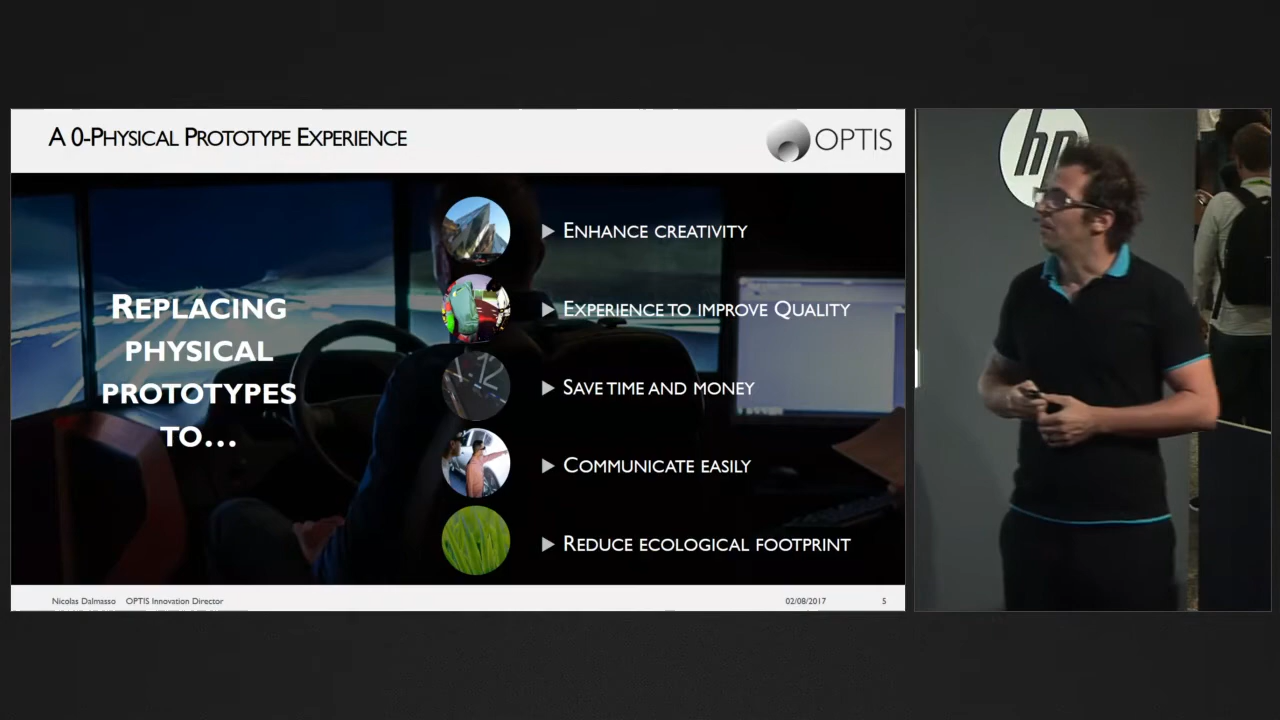 A 0-Physical Prototype Experience
OPTIS
hp
Replacing
physical
prototypes
to...
Enhance creativity
Experience to improve Quality
Save time and money
Communicate easily
Reduce ecological footprint
12
Nicolas Dalmasso OPTIS Innovation Director
02/08/2017
5